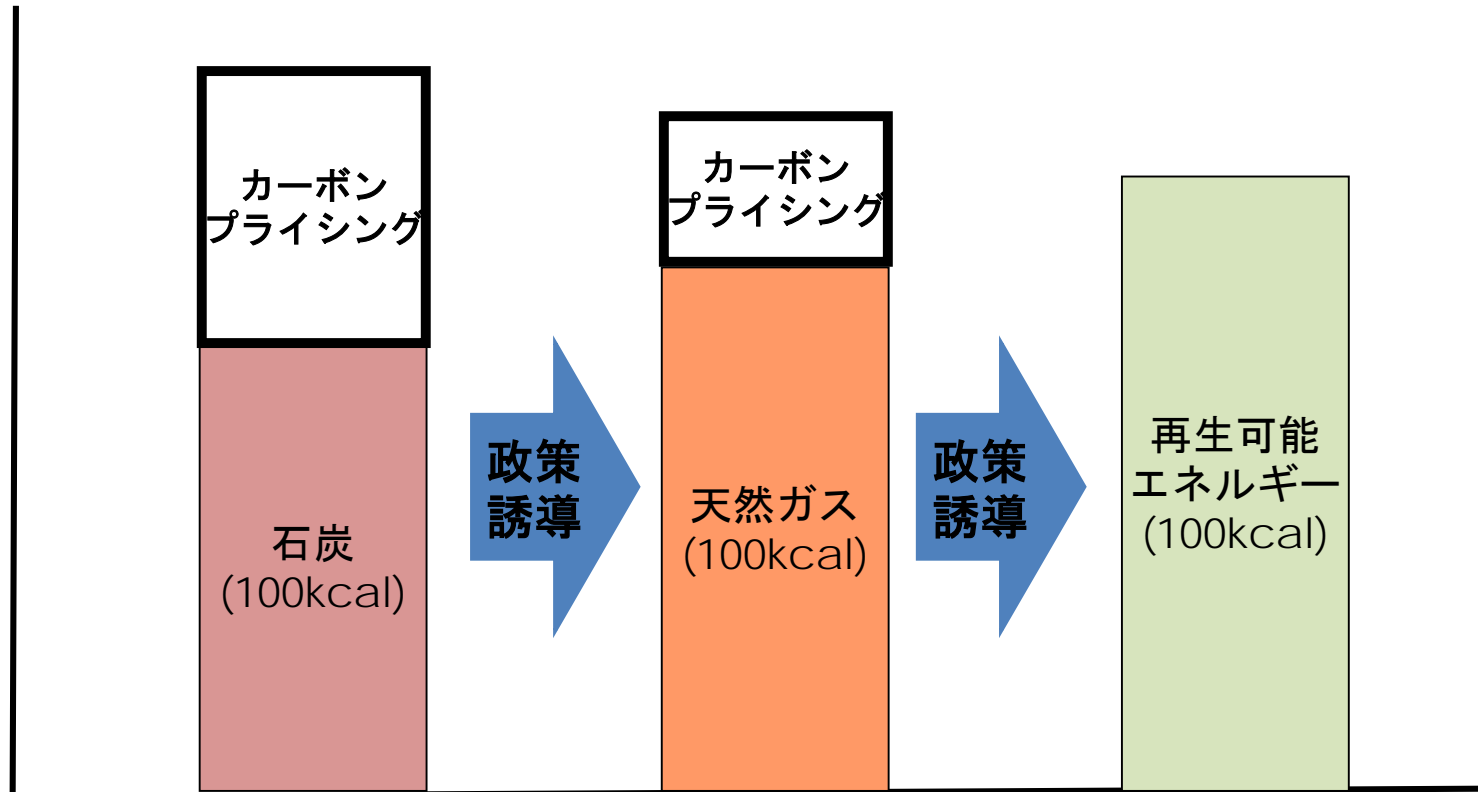 カーボン
プライシング
石炭
(100kcal)
政策
誘導
カーボン
プライシング
天然ガス
(100kcal)
政策
誘導
再生可能
エネルギー
(100kcal)